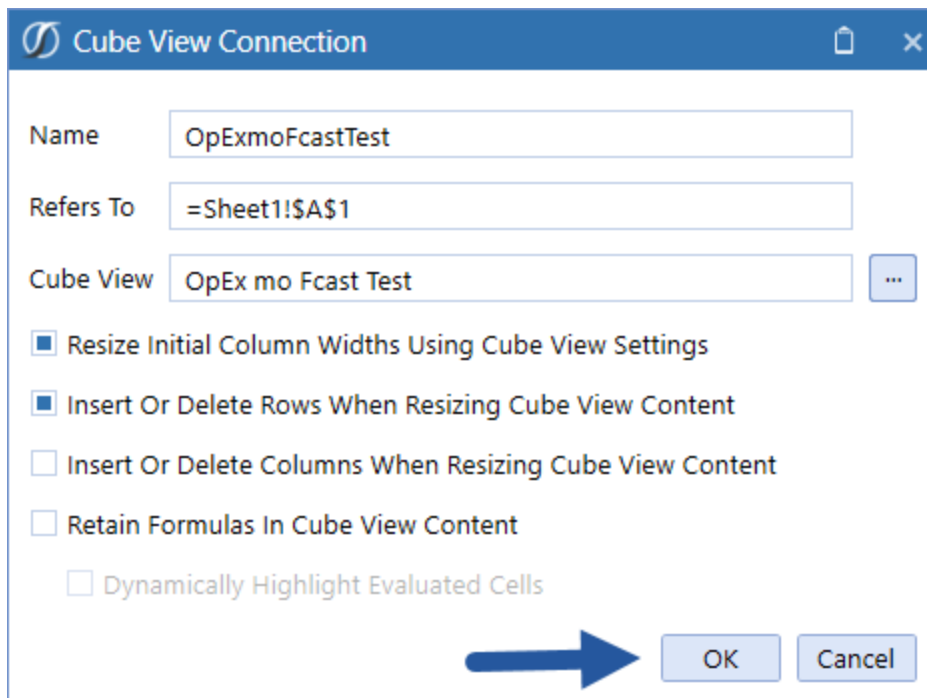 Cube View Connection
Name OpExmoFcastTest
Refers To =Sheet1!$A$1
Cube View OpEx mo Fcast Test ...
Resize Initial Column Widths Using Cube View Settings
Insert Or Delete Rows When Resizing Cube View Content
Insert Or Delete Columns When Resizing Cube View Content
Retain Formulas In Cube View Content
Dynamically Highlight Evaluated Cells
OK Cancel